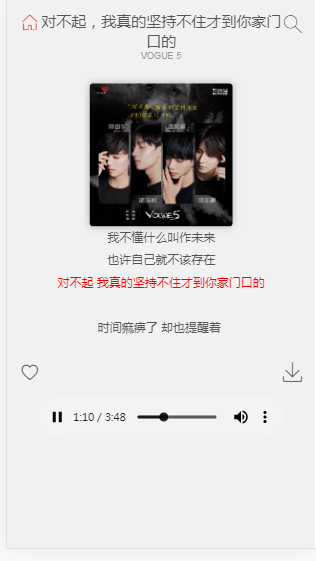 对不起，我真的坚持不住才到你家门
口的
VOGUE 5
VOGUE5
我不懂什么叫作未来
也许自己就不该存在
对不起 我真的坚持不住才到你家门口的
时间痲痹了 却也提醒着
1:10 / 3:48